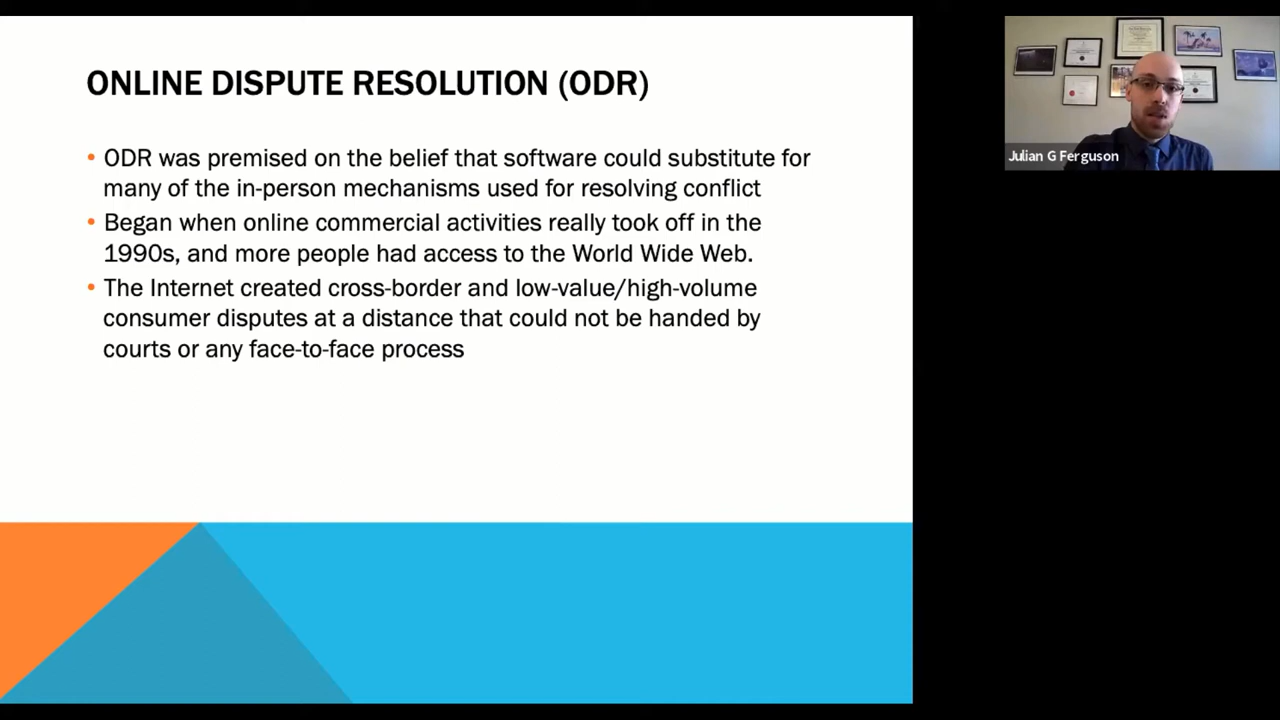 ONLINE DISPUTE RESOLUTION (ODR)
• ODR was premised on the belief that software could substitute for
many of the in-person mechanisms used for resolving conflict
• Began when online commercial activities really took off in the
1990s, and more people had access to the World Wide Web.
• The Internet created cross-border and low-value/high-volume
consumer disputes at a distance that could not be handed by
courts or any face-to-face process
Julian G Ferguson